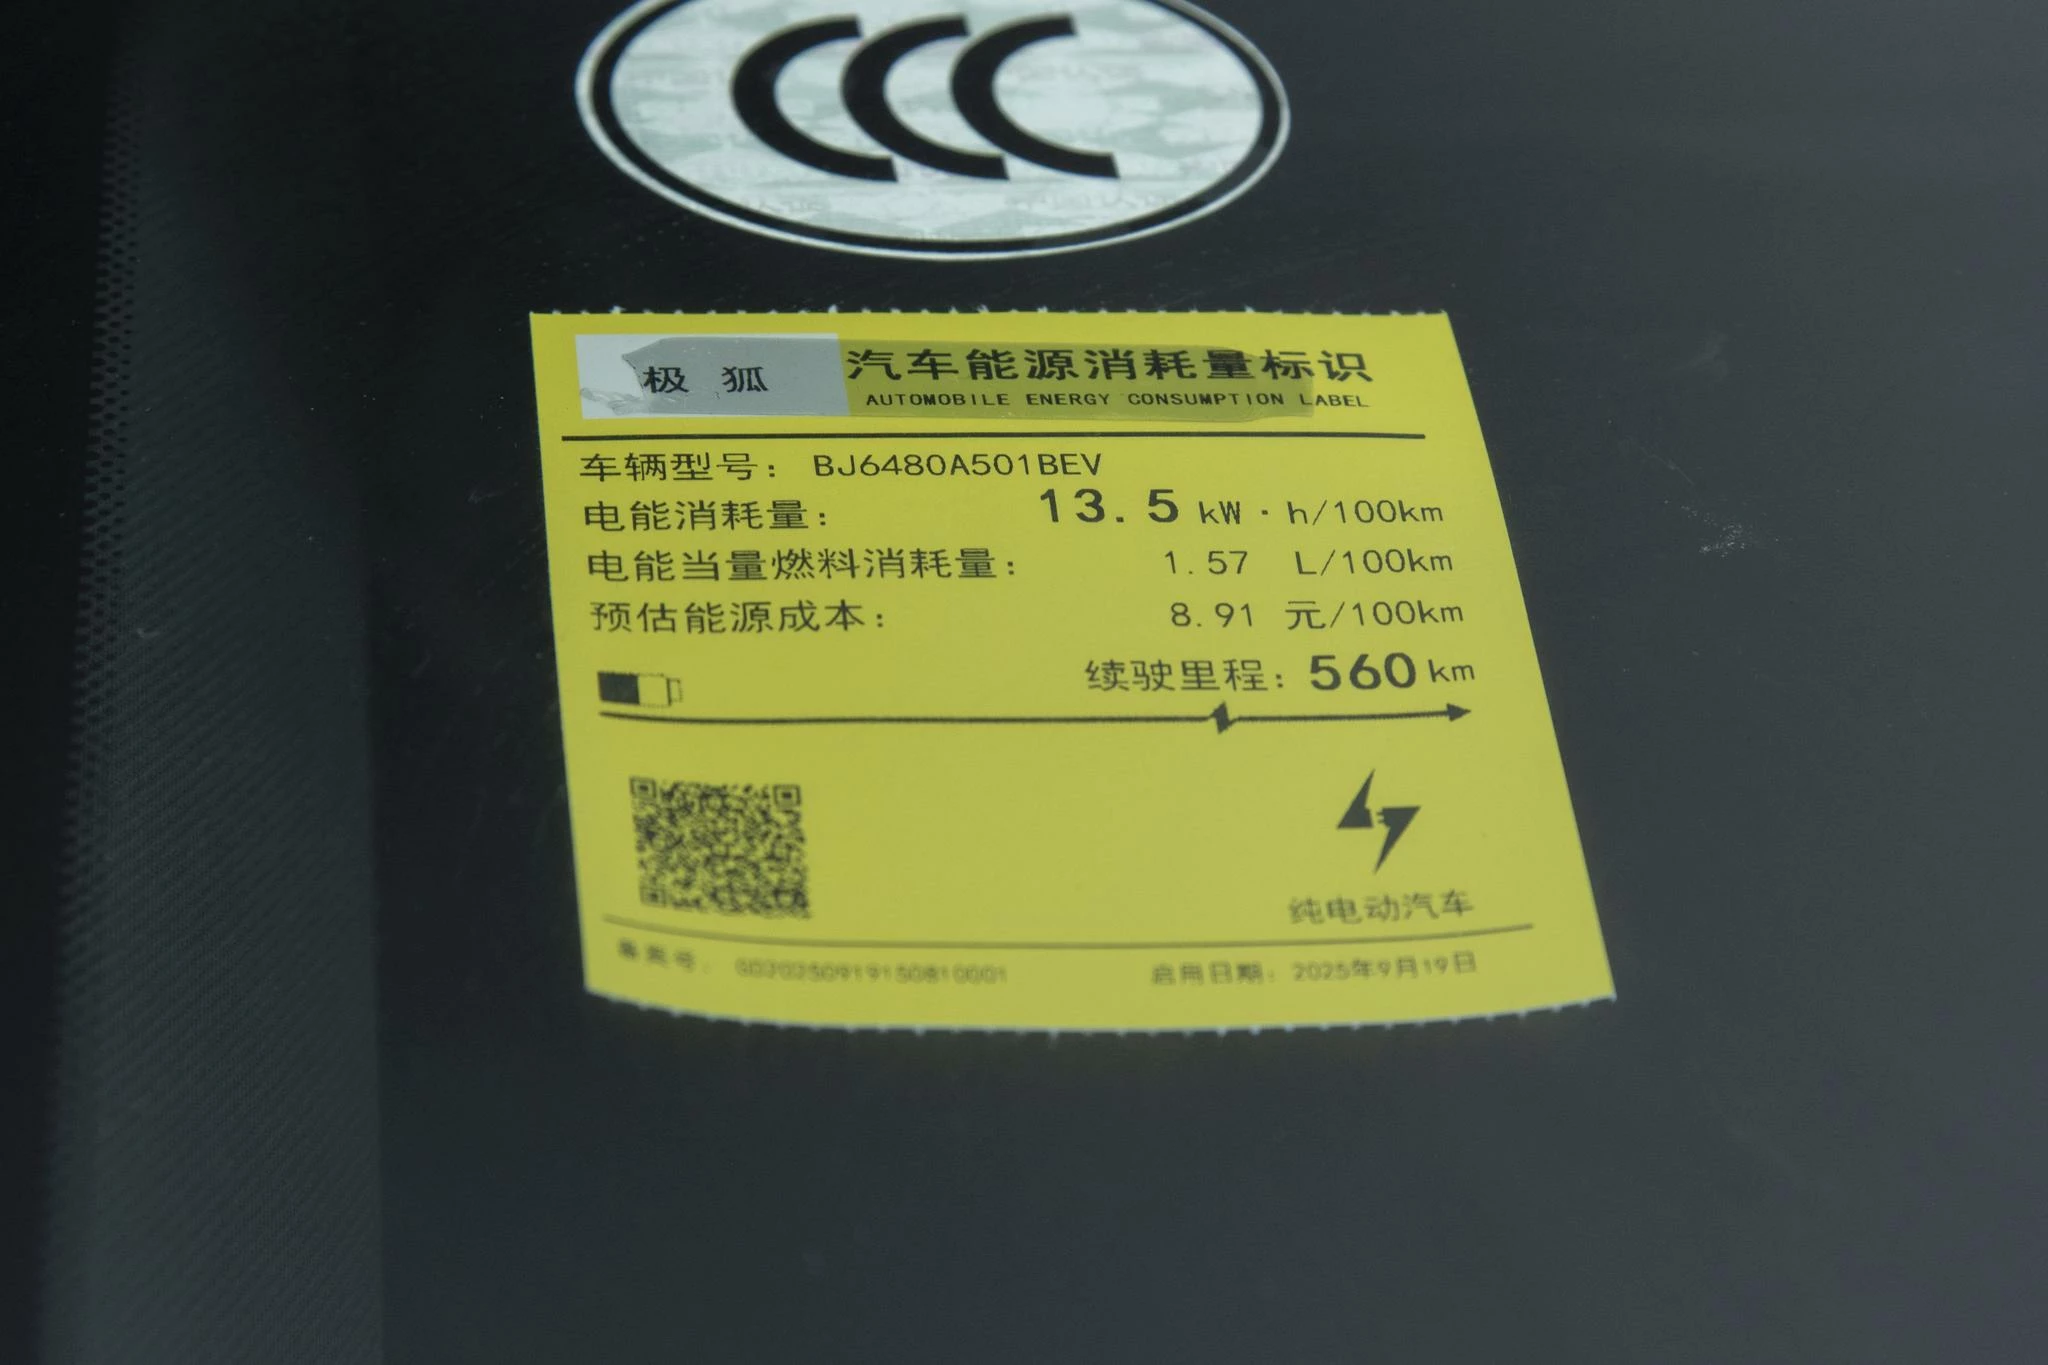 CCC
极狐 汽车能源消耗量标识
AUTOMOBILE ENERGY CONSUMPTION LABEL
车辆型号: BJ6480A501BEV
电能消耗量: 13.5 kW·h/100km
电能当量燃料消耗量: 1.57 L/100km
预估能源成本: 8.91 元/100km
续驶里程: 560 km
纯电动汽车
备案号: GD20250919150810001 启用日期: 2025年9月19日